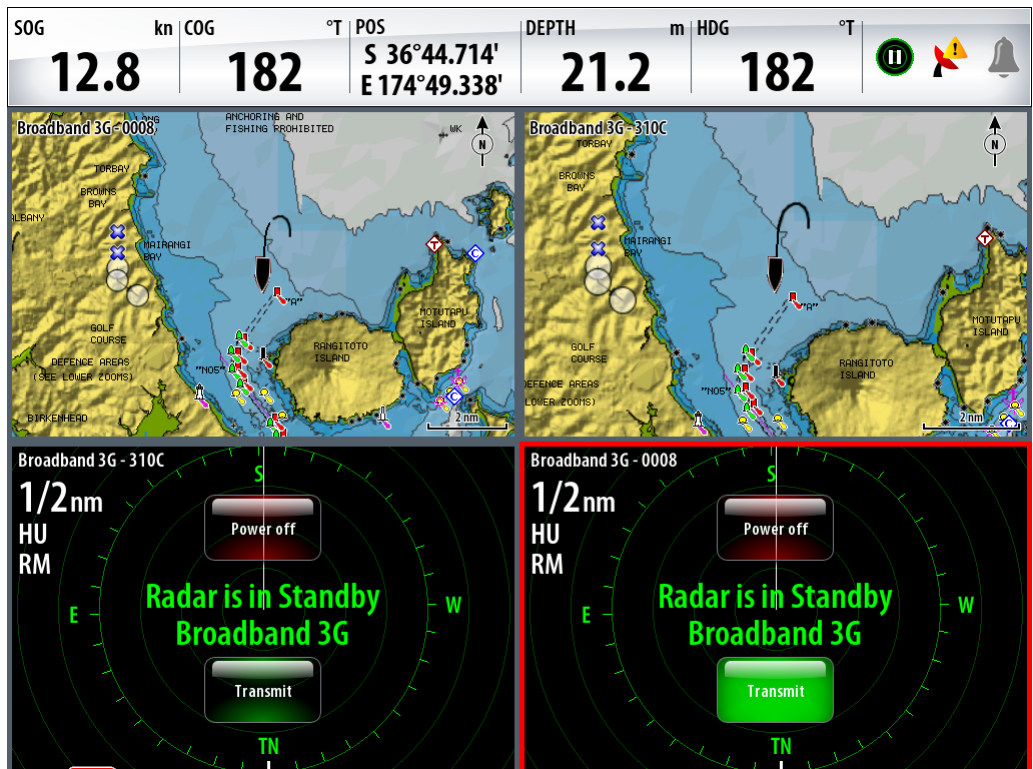 SOG kn COG °T POS DEPTH m HDG °T
12.8 182 S 36°44.714' 21.2 182
E 174°49.338'
Broadband 3G - 0008
ANCHORING AND
FISHING PROHIBITED
WK
N
TORBAY
BROWNS
BAY
ALBANY
MAIRANGI
BAY
"A"
GOLF
COURSE
MOTUTAPU
ISLAND
RANGITOTO
ISLAND
DEFENCE AREAS
(SEE LOWER ZOOMS)
"NO5"
BIRKENHEAD
T
C
C
2 nm
Broadband 3G - 310C
N
TORBAY
BROWNS
BAY
MAIRANGI
BAY
T
"A"
MOTUTAPU
ISLAND
GOLF
COURSE
RANGITOTO
ISLAND
DEFENCE AREAS
LOWER ZOOMS)
"NO5"
C
2 nm
Broadband 3G - 310C
1/2nm
HU
RM
S
Power off
Radar is in Standby
Broadband 3G
E
W
Transmit
TN
Broadband 3G - 0008
1/2nm
HU
RM
S
Power off
Radar is in Standby
Broadband 3G
E
W
Transmit
TN